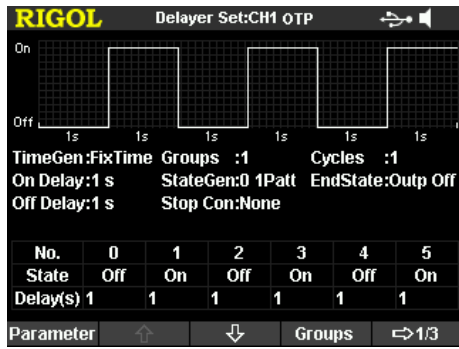 RIGOL Delayer Set:CH1 OTP
On
Off
1s 1s 1s 1s 1s 1s
TimeGen:FixTime Groups :1 Cycles :1
On Delay:1 s StateGen:0 1Patt EndState:Outp Off
Off Delay:1 s Stop Con:None
No. 0 1 2 3 4 5
State Off On Off On Off On
Delay(s) 1 1 1 1 1 1
Parameter Groups 1/3